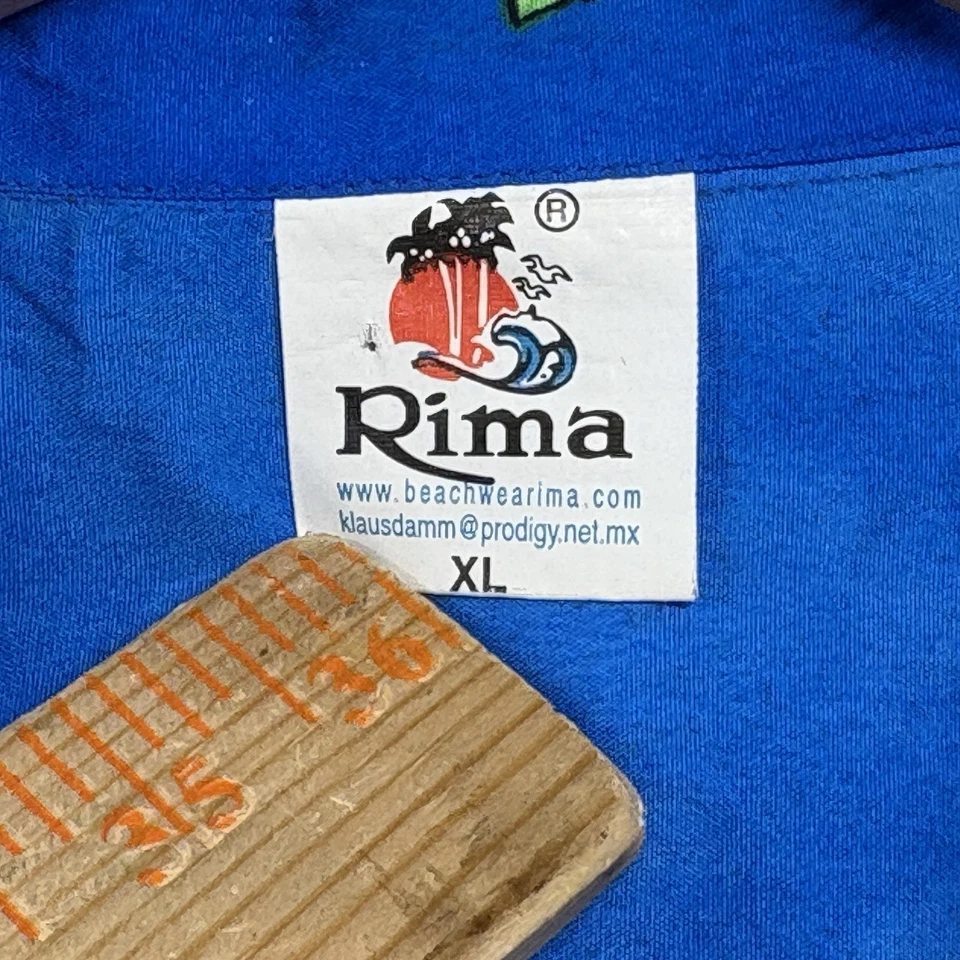 ®
Rima
www.beachwearima.com
klausdamm@prodigy.net.mx
XL
36
35